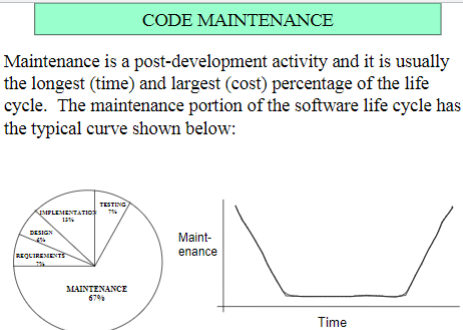 CODE MAINTENANCE
Maintenance is a post-development activity and it is usually
the longest (time) and largest (cost) percentage of the life
cycle. The maintenance portion of the software life cycle has
the typical curve shown below:
TESTING
7%
IMPLEMENTATION
13%
DESIGN
6%
REQUIREMENTS
7%
MAINTENANCE
67%
Maint-
enance
Time